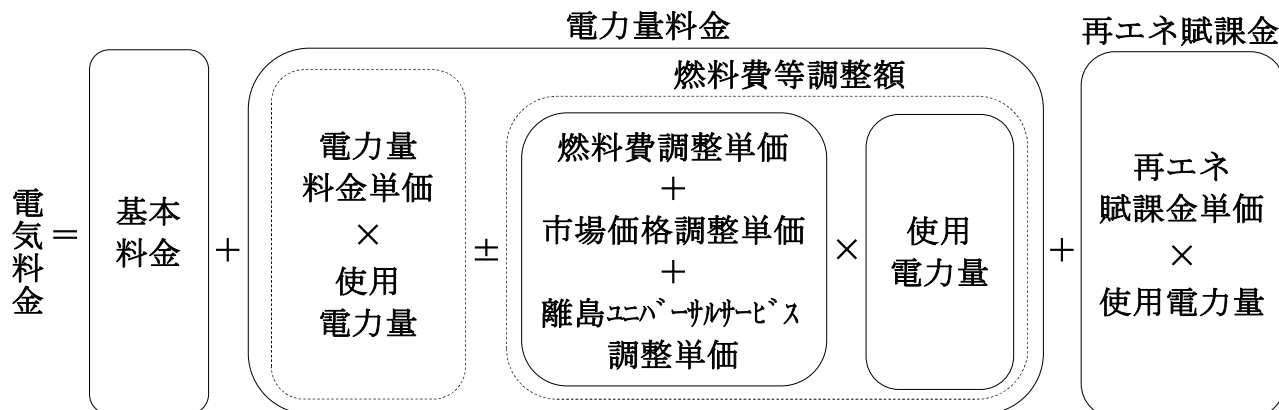 電力量料金
再エネ賦課金
燃料費等調整額
電気料金
＝
基本
料金
＋
電力量
料金単価
×
使用
電力量
±
燃料費調整単価
＋
市場価格調整単価
＋
離島ユニバーサルサービス
調整単価
×
使用
電力量
＋
再エネ
賦課金単価
×
使用電力量